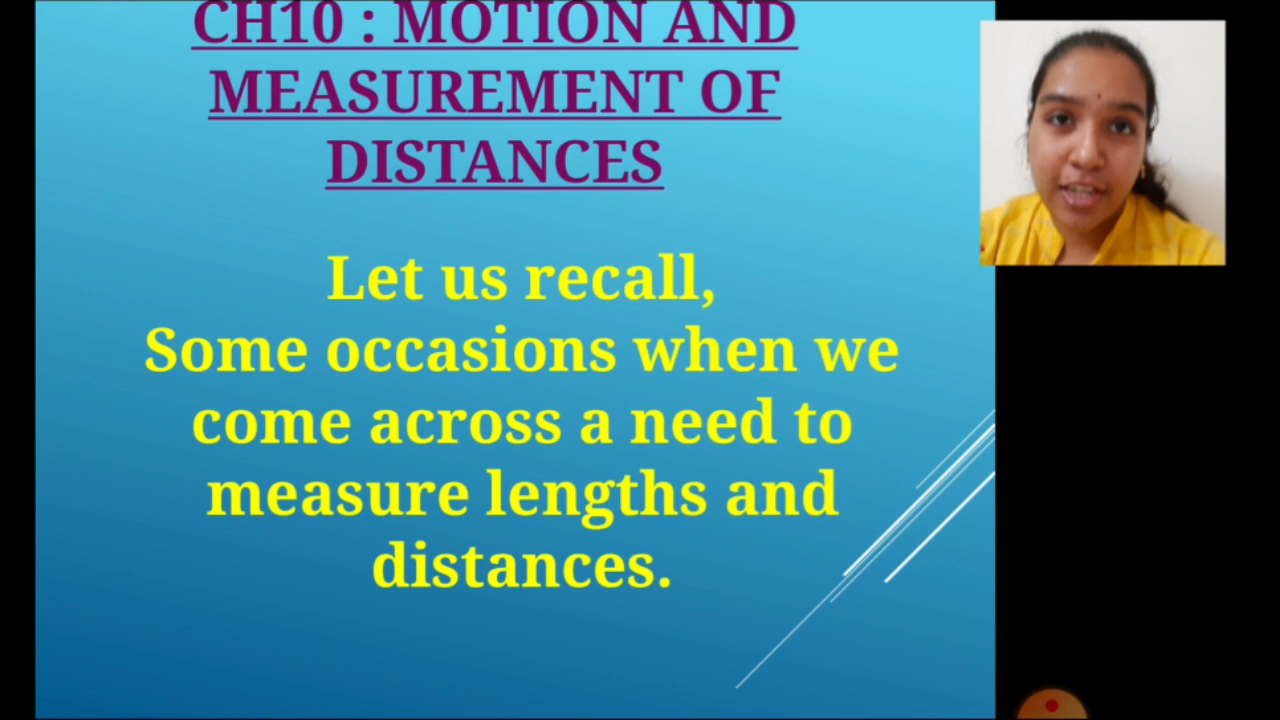 CH10 : MOTION AND
MEASUREMENT OF
DISTANCES
Let us recall,
Some occasions when we
come across a need to
measure lengths and
distances.